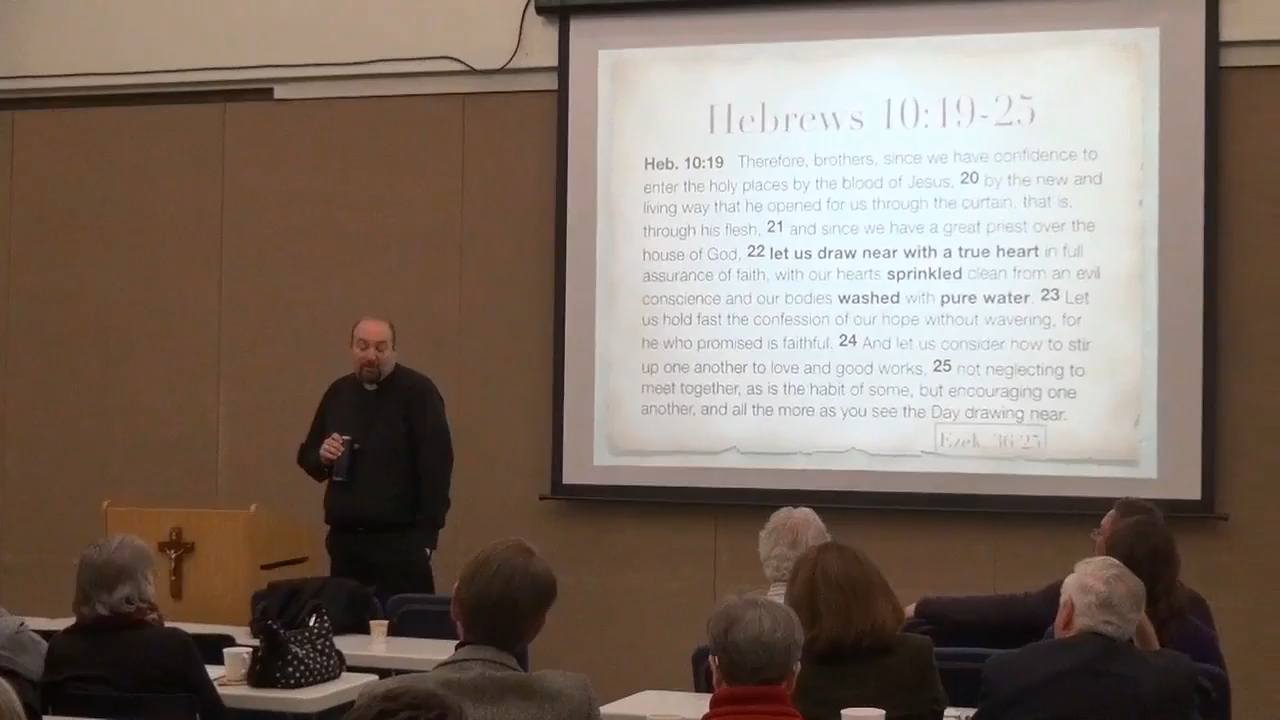 Hebrews 10:19-25
Heb. 10:19 Therefore, brothers, since we have confidence to
enter the holy places by the blood of Jesus, 20 by the new and
living way that he opened for us through the curtain, that is,
through his flesh, 21 and since we have a great priest over the
house of God, 22 let us draw near with a true heart in full
assurance of faith, with our hearts sprinkled clean from an evil
conscience and our bodies washed with pure water. 23 Let
us hold fast the confession of our hope without wavering, for
he who promised is faithful. 24 And let us consider how to stir
up one another to love and good works, 25 not neglecting to
meet together, as is the habit of some, but encouraging one
another, and all the more as you see the Day drawing near.
Ezek. 36:25